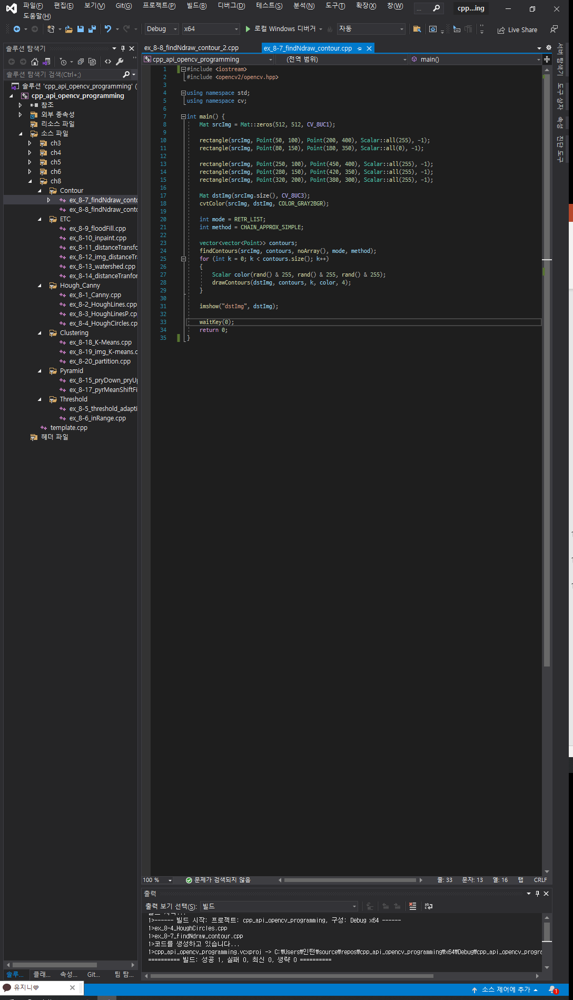 파일(F) 편집(E) 보기(V) Git(G) 프로젝트(P) 빌드(B) 디버그(D) 테스트(S) 분석(N) 도구(T) 확장(X) 창(W) ... cpp...ing
도움말(H)
Debug x64 로컬 Windows 디버거 자동 Live Share
솔루션 탐색기
솔루션 탐색기 검색(Ctrl+;)
솔루션 'cpp_api_opencv_programming' (
cpp_api_opencv_programming
참조
외부 종속성
리소스 파일
소스 파일
ch3
ch4
ch5
ch6
ch8
Contour
ex_8-7_findNdraw_conto
ex_8-8_findNdraw_conto
ETC
ex_8-9_floodFill.cpp
ex_8-10_inpaint.cpp
ex_8-11_distanceTransfo
ex_8-12_img_distanceTra
ex_8-13_watershed.cpp
ex_8-14_distanceTranfor
Hough_Canny
ex_8-1_Canny.cpp
ex_8-2_HoughLines.cpp
ex_8-3_HoughLinesP.cp
ex_8-4_HoughCircles.cp
Clustering
ex_8-18_K-Means.cpp
ex_8-19_img_K-means.c
ex_8-20_partition.cpp
Pyramid
ex_8-15_pryDown_pryUp
ex_8-17_pyrMeanShiftFi
Threshold
ex_8-5_threshold_adapti
ex_8-6_inRange.cpp
template.cpp
헤더 파일
솔루... 클래... 속성... Git... 팀 탐...
ex_8-8_findNdraw_contour_2.cpp ex_8-7_findNdraw_contour.cpp
cpp_api_opencv_programming (전역 범위) main()
1 #include <iostream>
2 #include <opencv2/opencv.hpp>
3
4 using namespace std;
5 using namespace cv;
6
7 int main() {
8 Mat srcImg = Mat::zeros(512, 512, CV_8UC1);
9
10 rectangle(srcImg, Point(50, 100), Point(200, 400), Scalar::all(255), -1);
11 rectangle(srcImg, Point(80, 150), Point(180, 350), Scalar::all(0), -1);
12
13 rectangle(srcImg, Point(250, 100), Point(450, 400), Scalar::all(255), -1);
14 rectangle(srcImg, Point(280, 150), Point(420, 350), Scalar::all(255), -1);
15 rectangle(srcImg, Point(320, 200), Point(380, 300), Scalar::all(255), -1);
16
17 Mat dstImg(srcImg.size(), CV_8UC3);
18 cvtColor(srcImg, dstImg, COLOR_GRAY2BGR);
19
20 int mode = RETR_LIST;
21 int method = CHAIN_APPROX_SIMPLE;
22
23 vector<vector<Point>> contours;
24 findContours(srcImg, contours, noArray(), mode, method);
25 for (int k = 0; k < contours.size(); k++)
26 {
27 Scalar color(rand() & 255, rand() & 255, rand() & 255);
28 drawContours(dstImg, contours, k, color, 4);
29 }
30
31 imshow("dstImg", dstImg);
32
33 waitKey(0);
34 return 0;
35 }
서버 탐색기
도구 상자
속성
진단 도구
100 % 문제가 검색되지 않음 줄: 33 문자: 13 열: 16 탭 CRLF
출력
출력 보기 선택(S): 빌드
1>------ 빌드 시작: 프로젝트: cpp_api_opencv_programming, 구성: Debug x64 ------
1>ex_8-4_HoughCircles.cpp
1>ex_8-7_findNdraw_contour.cpp
1>코드를 생성하고 있습니다...
1>cpp_api_opencv_programming.vcxproj -> C:₩Users₩인턴₩source₩repos₩cpp_api_opencv_programming₩x64₩Debug₩cpp_api_opencv_progra
========== 빌드: 성공 1, 실패 0, 최신 0, 생략 0 ==========
유지니
소스 제어에 추가 1